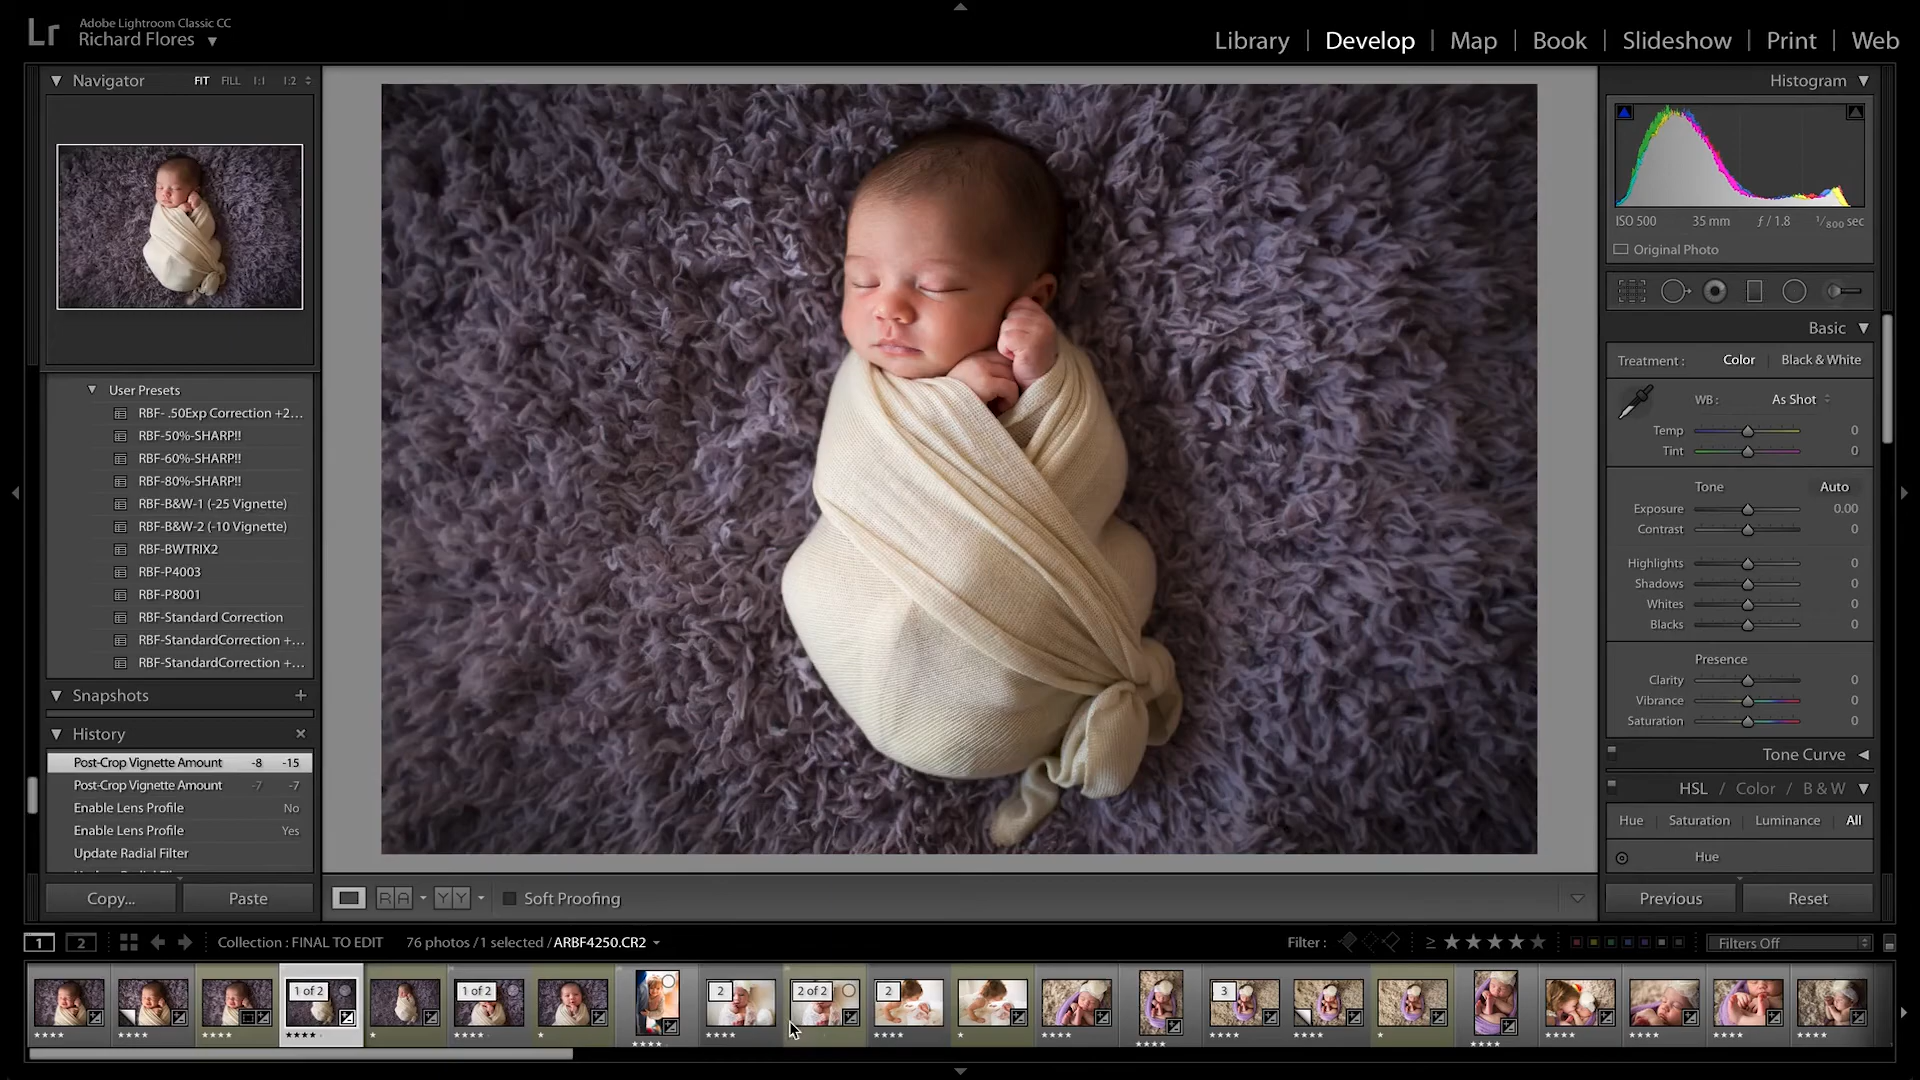 Lr
Adobe Lightroom Classic CC
Richard Flores
Library | Develop | Map | Book | Slideshow | Print | Web
Navigator FIT FILL 1:1 1:2
User Presets
RBF- .50Exp Correction +2...
RBF-50%-SHARP!!
RBF-60%-SHARP!!
RBF-80%-SHARP!!
RBF-B&W-1 (-25 Vignette)
RBF-B&W-2 (-10 Vignette)
RBF-BWTRIX2
RBF-P4003
RBF-P8001
RBF-Standard Correction
RBF-StandardCorrection +...
RBF-StandardCorrection +...
Snapshots +
History ×
Post-Crop Vignette Amount -8 -15
Post-Crop Vignette Amount -7 -7
Enable Lens Profile No
Enable Lens Profile Yes
Update Radial Filter
Copy... Paste
R A Y Y Soft Proofing
Histogram
ISO 500 35 mm ƒ / 1.8 1/800 sec
Original Photo
Basic
Treatment : Color Black & White
WB : As Shot
Temp 0
Tint 0
Tone Auto
Exposure 0.00
Contrast 0
Highlights 0
Shadows 0
Whites 0
Blacks 0
Presence
Clarity 0
Vibrance 0
Saturation 0
Tone Curve
HSL / Color / B & W
Hue Saturation Luminance All
Hue
Previous Reset
1 2 Collection : FINAL TO EDIT 76 photos / 1 selected / ARBF4250.CR2 Filter : ≥ Filters Off
1 of 2 1 of 2 2 2 of 2 2 3